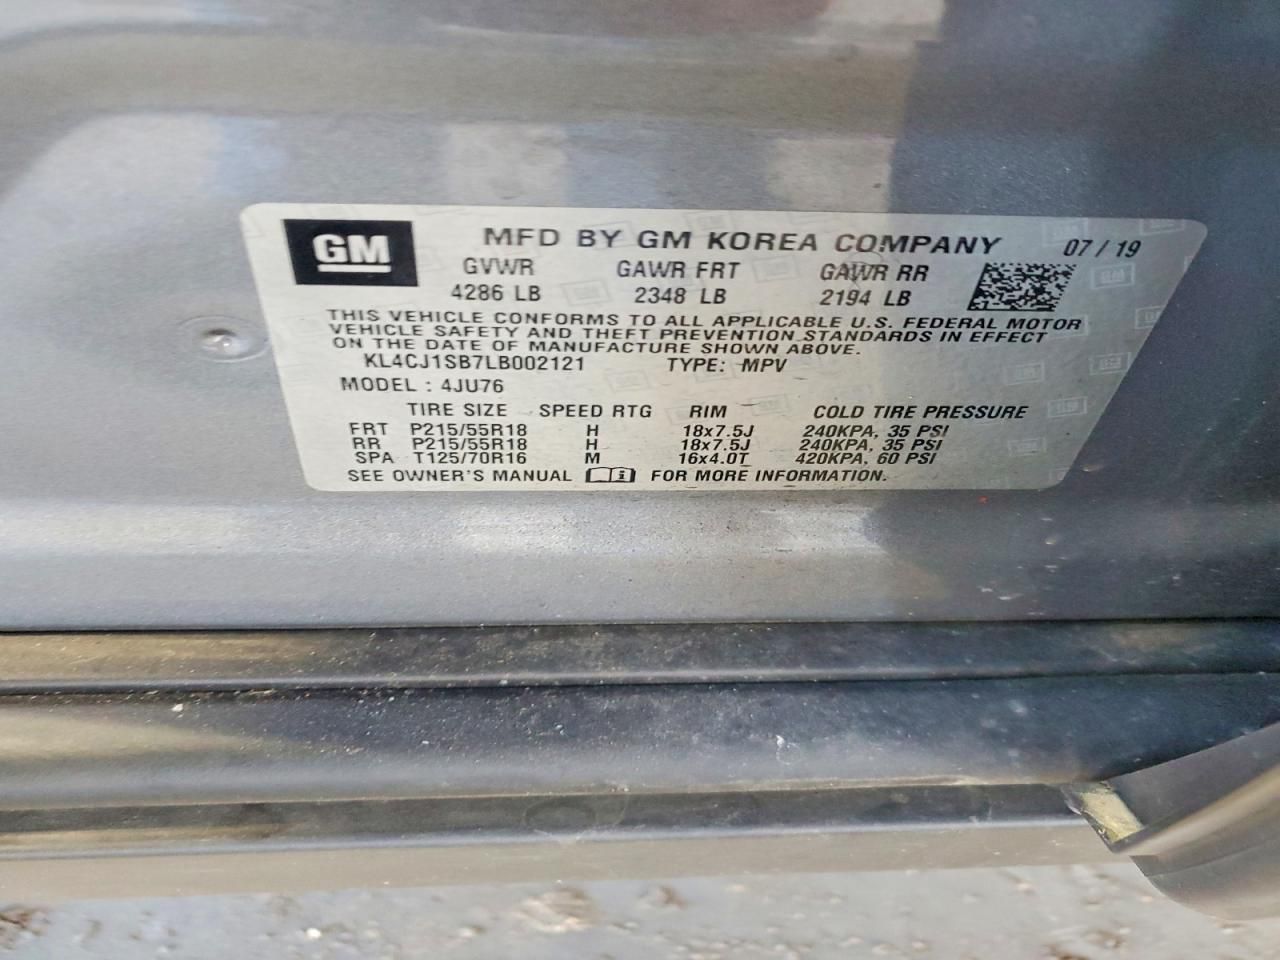 GM
MFD BY GM KOREA COMPANY 07 / 19
GVWR GAWR FRT GAWR RR
4286 LB 2348 LB 2194 LB
THIS VEHICLE CONFORMS TO ALL APPLICABLE U.S. FEDERAL MOTOR
VEHICLE SAFETY AND THEFT PREVENTION STANDARDS IN EFFECT
ON THE DATE OF MANUFACTURE SHOWN ABOVE.
KL4CJ1SB7LB002121 TYPE: MPV
MODEL : 4JU76
TIRE SIZE SPEED RTG RIM COLD TIRE PRESSURE
FRT P215/55R18 H 18x7.5J 240KPA, 35 PSI
RR P215/55R18 H 18x7.5J 240KPA, 35 PSI
SPA T125/70R16 M 16x4.0T 420KPA, 60 PSI
SEE OWNER'S MANUAL i FOR MORE INFORMATION.